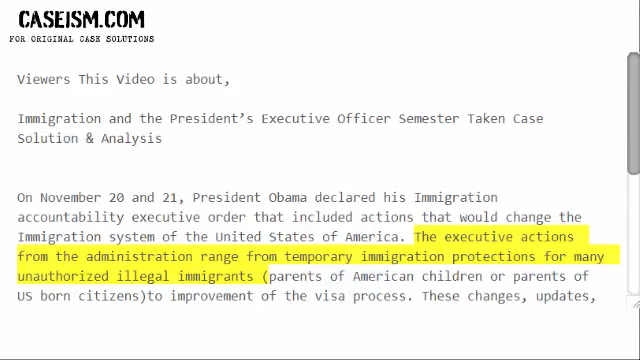 CASEISM.COM
FOR ORIGINAL CASE SOLUTIONS
Viewers This Video is about,
Immigration and the President's Executive Officer Semester Taken Case
Solution & Analysis
On November 20 and 21, President Obama declared his Immigration
accountability executive order that included actions that would change the
Immigration system of the United States of America. The executive actions
from the administration range from temporary immigration protections for many
unauthorized illegal immigrants (parents of American children or parents of
US born citizens)to improvement of the visa process. These changes, updates,